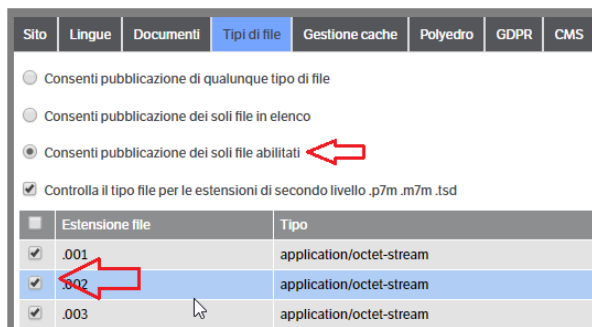 Sito Lingue Documenti Tipi di file Gestione cache Polyedro GDPR CMS
Consenti pubblicazione di qualunque tipo di file
Consenti pubblicazione dei soli file in elenco
Consenti pubblicazione dei soli file abilitati
Controlla il tipo file per le estensioni di secondo livello .p7m .m7m .tsd
Estensione file Tipo
.001 application/octet-stream
.002 application/octet-stream
.003 application/octet-stream